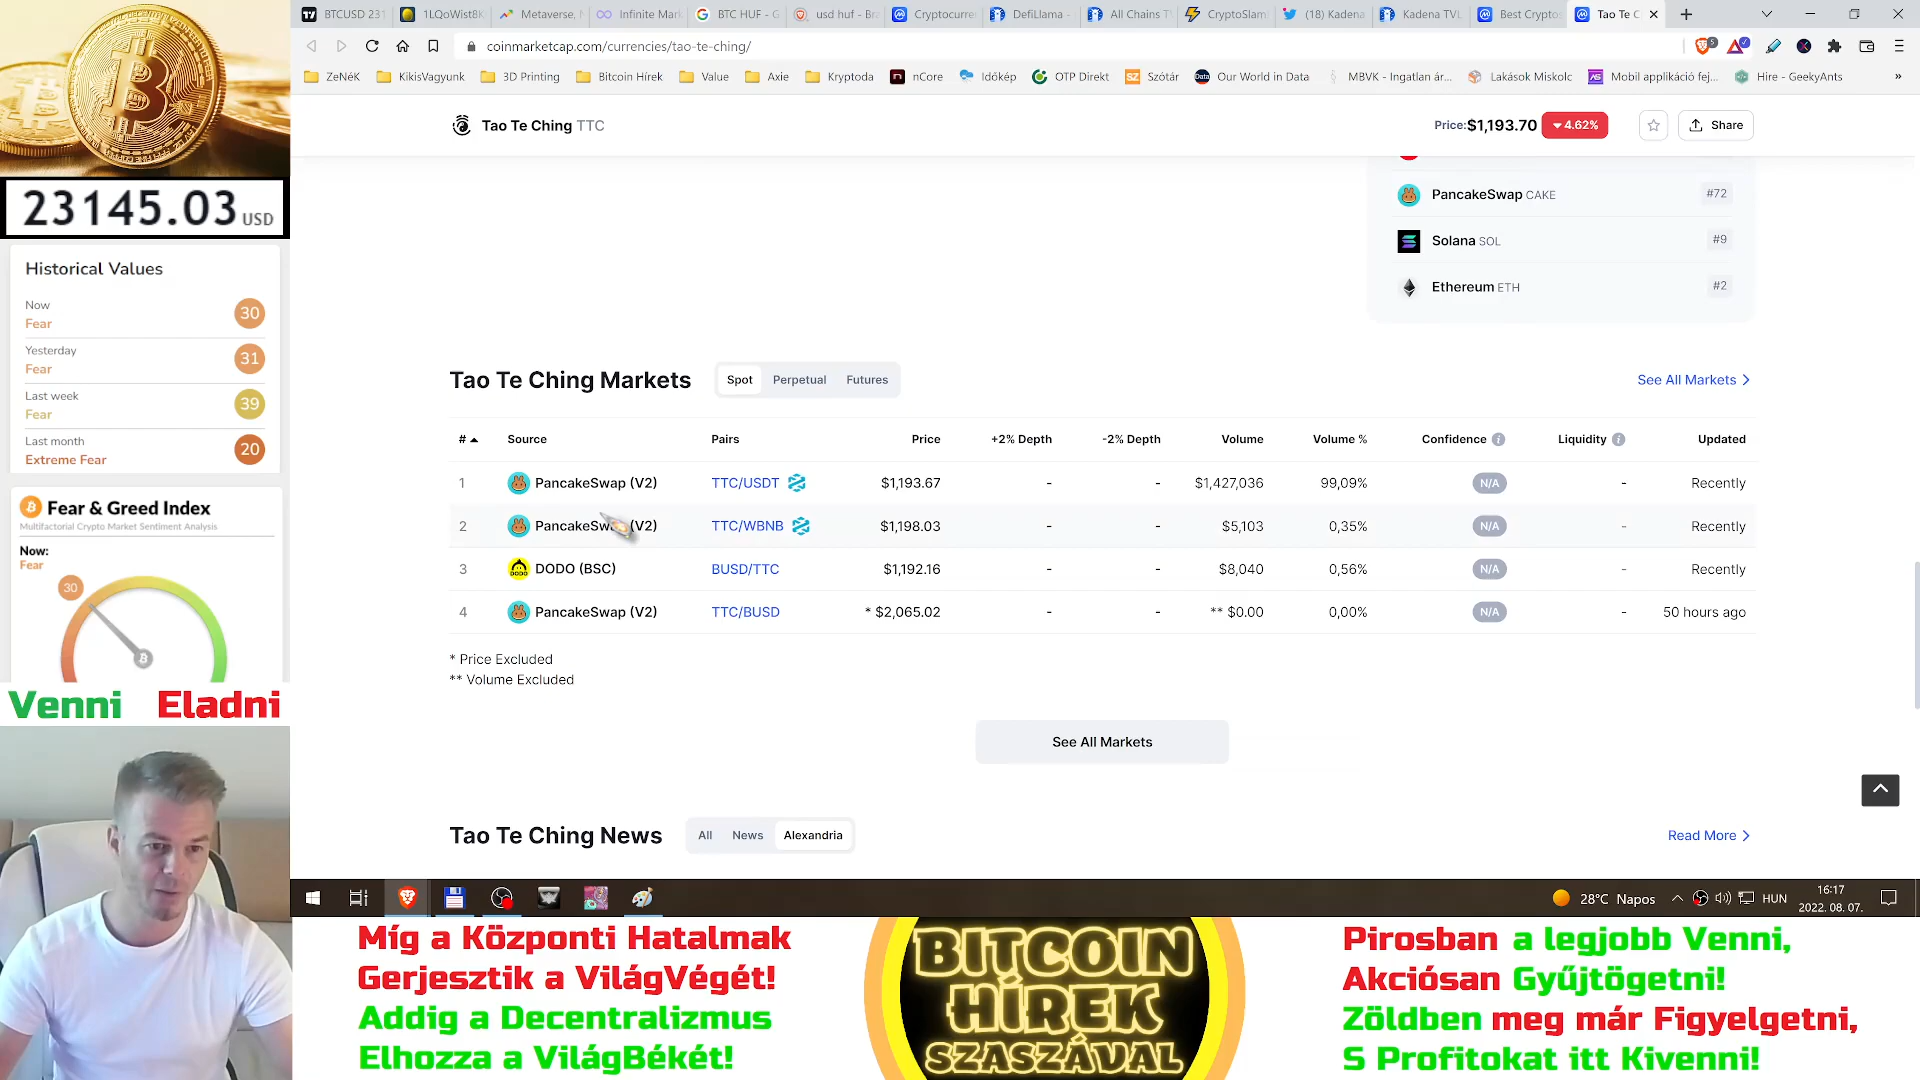 BTCUSD 231
1LQoWist8K
Metaverse, N
Infinite Mark
BTC HUF - G
usd huf - Bra
Cryptocurre
DefiLlama -
All Chains T
CryptoSlam
(18) Kadena
Kadena TVL
Best Cryptos
Tao Te C
coinmarketcap.com/currencies/tao-te-ching/
ZeNéK
KikisVagyunk
3D Printing
Bitcoin Hírek
Value
Axie
Kryptoda
nCore
Időkép
OTP Direkt
Szótár
Our World in Data
MBVK - Ingatlan ár...
Lakások Miskolc
Mobil applikáció fej...
Hire - GeekyAnts
Tao Te Ching TTC
Price:$1,193.70
4.62%
Share
PancakeSwap CAKE #72
Solana SOL #9
Ethereum ETH #2
Tao Te Ching Markets
Spot Perpetual Futures
See All Markets
# Source Pairs Price +2% Depth -2% Depth Volume Volume % Confidence Liquidity Updated
1 PancakeSwap (V2) TTC/USDT $1,193.67 - - $1,427,036 99,09% N/A - Recently
2 PancakeSwap (V2) TTC/WBNB $1,198.03 - - $5,103 0,35% N/A - Recently
3 DODO (BSC) BUSD/TTC $1,192.16 - - $8,040 0,56% N/A - Recently
4 PancakeSwap (V2) TTC/BUSD * $2,065.02 - - ** $0.00 0,00% N/A - 50 hours ago
* Price Excluded
** Volume Excluded
See All Markets
Tao Te Ching News
All News Alexandria
Read More
28°C Napos
HUN
16:17
2022. 08. 07.
23145.03 USD
Historical Values
Now
Fear
30
Yesterday
Fear
31
Last week
Fear
39
Last month
Extreme Fear
20
Fear & Greed Index
Multifactorial Crypto Market Sentiment Analysis
Now:
Fear
30
Venni Eladni
Míg a Központi Hatalmak
Gerjesztik a VilágVégét!
Addig a Decentralizmus
Elhozza a VilágBékét!
BITCOIN
HÍREK
SZASZÁVAL
Pirosban a legjobb Venni,
Akciósan Gyűjtögetni!
Zöldben meg már Figyelgetni,
S Profitokat itt Kivenni!